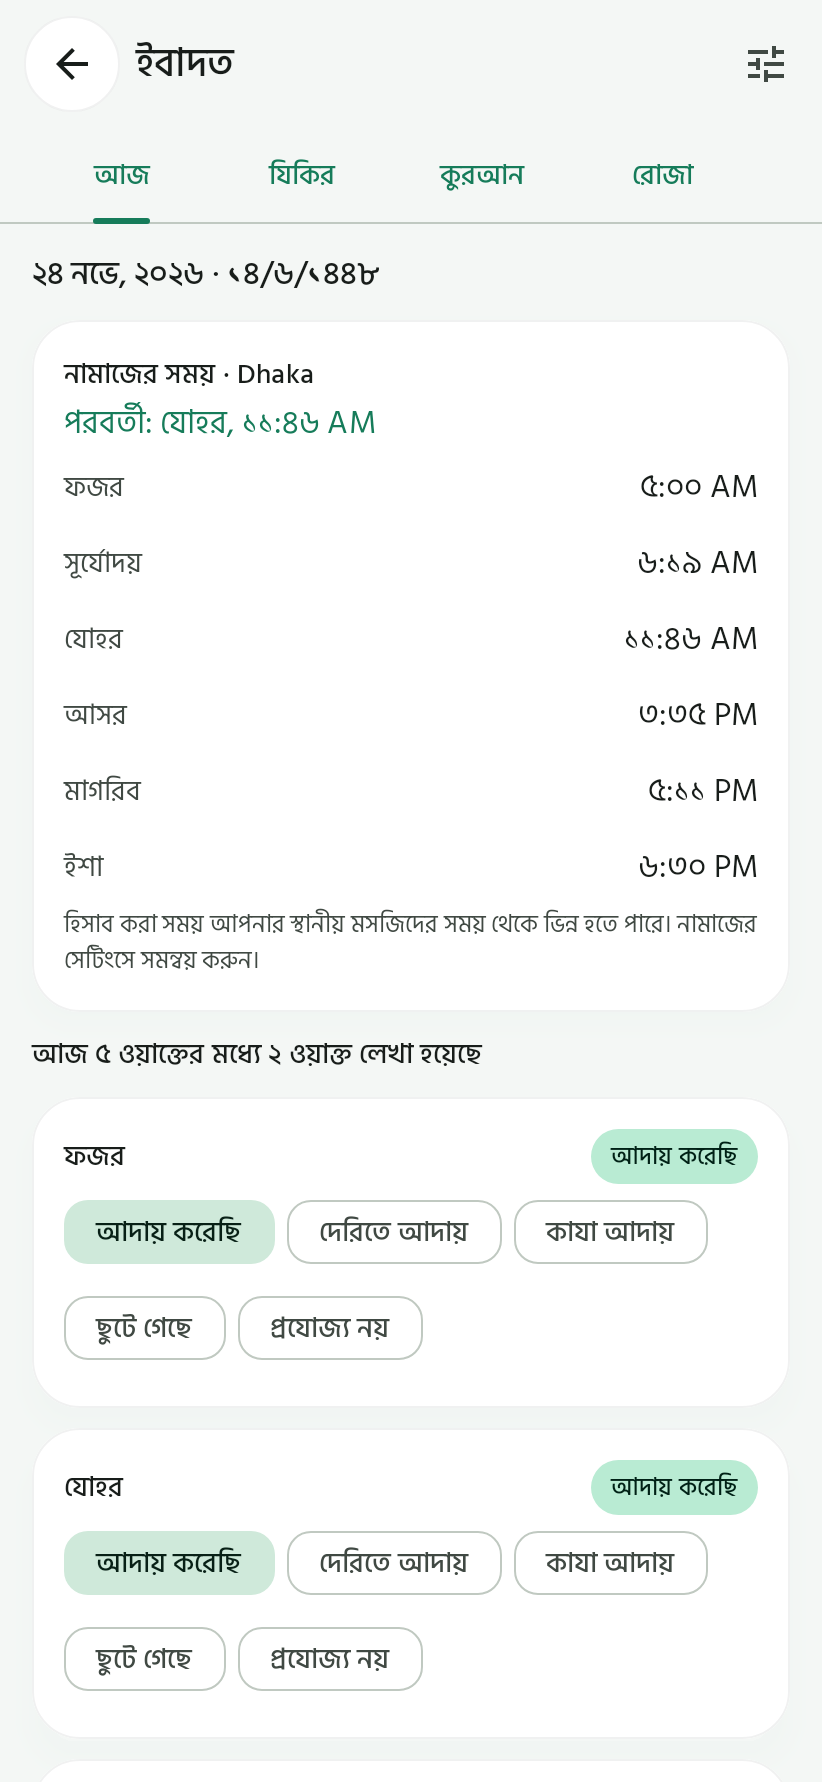 ইবাদত
আজ যিকির কুরআন রোজা
২৪ নভে, ২০২৬ · ১৪/৬/১৪৪৮
নামাজের সময় · Dhaka
পরবর্তী: যোহর, ১১:৪৬ AM
ফজর ৫:০০ AM
সূর্যোদয় ৬:১৯ AM
যোহর ১১:৪৬ AM
আসর ৩:৩৫ PM
মাগরিব ৫:১১ PM
ইশা ৬:৩০ PM
হিসাব করা সময় আপনার স্থানীয় মসজিদের সময় থেকে ভিন্ন হতে পারে। নামাজের
সেটিংসে সমন্বয় করুন।
আজ ৫ ওয়াক্তের মধ্যে ২ ওয়াক্ত লেখা হয়েছে
ফজর আদায় করেছি
আদায় করেছি দেরিতে আদায় কাযা আদায়
ছুটে গেছে প্রযোজ্য নয়
যোহর আদায় করেছি
আদায় করেছি দেরিতে আদায় কাযা আদায়
ছুটে গেছে প্রযোজ্য নয়